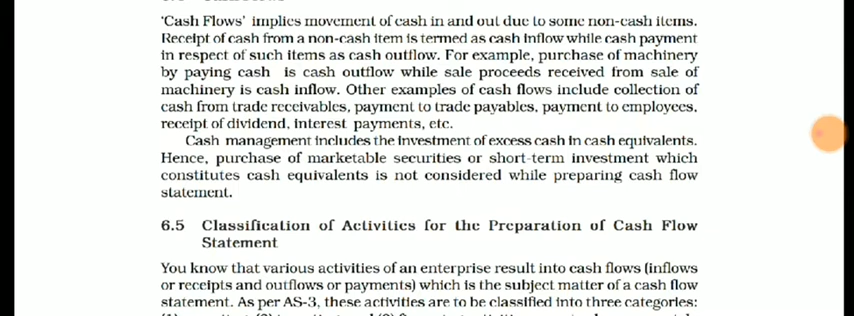 'Cash Flows' implies movement of cash in and out due to some non-cash items.
Receipt of cash from a non-cash item is termed as cash inflow while cash payment
in respect of such items as cash outflow. For example, purchase of machinery
by paying cash is cash outflow while sale proceeds received from sale of
machinery is cash inflow. Other examples of cash flows include collection of
cash from trade receivables, payment to trade payables, payment to employees,
receipt of dividend, interest payments, etc.
Cash management includes the investment of excess cash in cash equivalents.
Hence, purchase of marketable securities or short-term investment which
constitutes cash equivalents is not considered while preparing cash flow
statement.
6.5 Classification of Activities for the Preparation of Cash Flow
Statement
You know that various activities of an enterprise result into cash flows (inflows
or receipts and outflows or payments) which is the subject matter of a cash flow
statement. As per AS-3, these activities are to be classified into three categories: